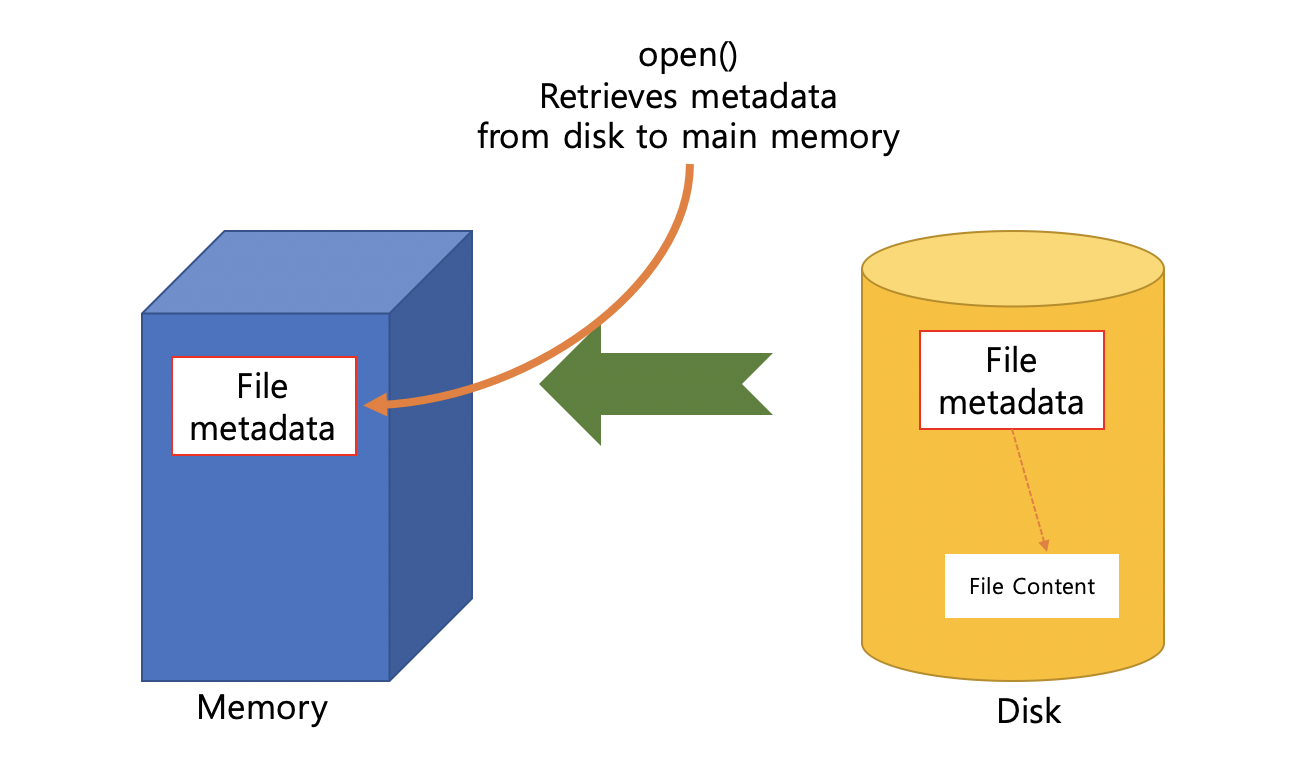 open()
Retrieves metadata
from disk to main memory
File
metadata
File
metadata
File Content
Memory
Disk